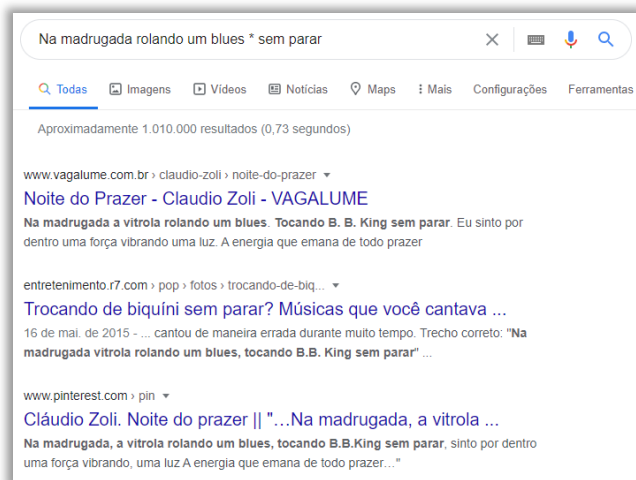 Na madrugada rolando um blues * sem parar
Todas Imagens Vídeos Notícias Maps Mais Configurações Ferramentas
Aproximadamente 1.010.000 resultados (0,73 segundos)
www.vagalume.com.br › claudio-zoli › noite-do-prazer
Noite do Prazer - Claudio Zoli - VAGALUME
Na madrugada a vitrola rolando um blues. Tocando B. B. King sem parar. Eu sinto por
dentro uma força vibrando uma luz. A energia que emana de todo prazer
entretenimento.r7.com › pop › fotos › trocando-de-biq...
Trocando de biquíni sem parar? Músicas que você cantava ...
16 de mai. de 2015 - ... cantou de maneira errada durante muito tempo. Trecho correto: "Na
madrugada vitrola rolando um blues, tocando B.B. King sem parar" ...
www.pinterest.com › pin
Cláudio Zoli. Noite do prazer || "…Na madrugada, a vitrola ...
Na madrugada, a vitrola rolando um blues, tocando B.B.King sem parar, sinto por dentro
uma força vibrando, uma luz A energia que emana de todo prazer…"